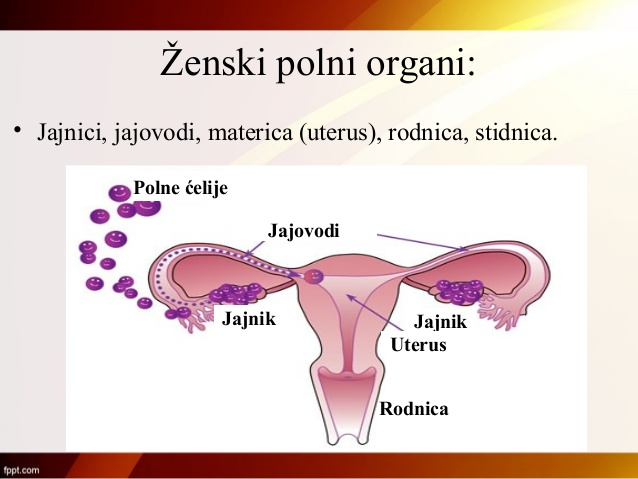 Ženski polni organi:
• Jajnici, jajovodi, materica (uterus), rodnica, stidnica.
Polne ćelije
Jajovodi
Jajnik
Jajnik
Uterus
Rodnica
fppt.com